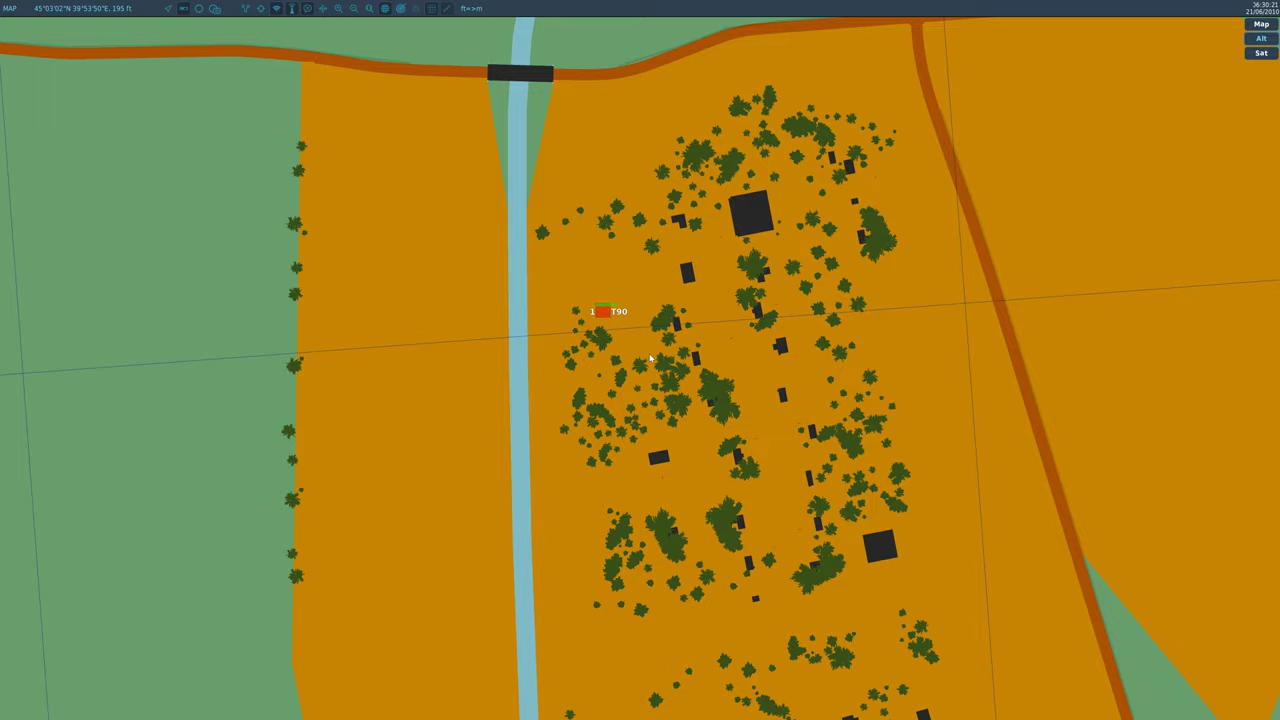 MAP 45°03'02"N 39°53'50"E, 195 ft ft=>m 36:30:21
21/06/2010
Map
Alt
Sat
1 T90